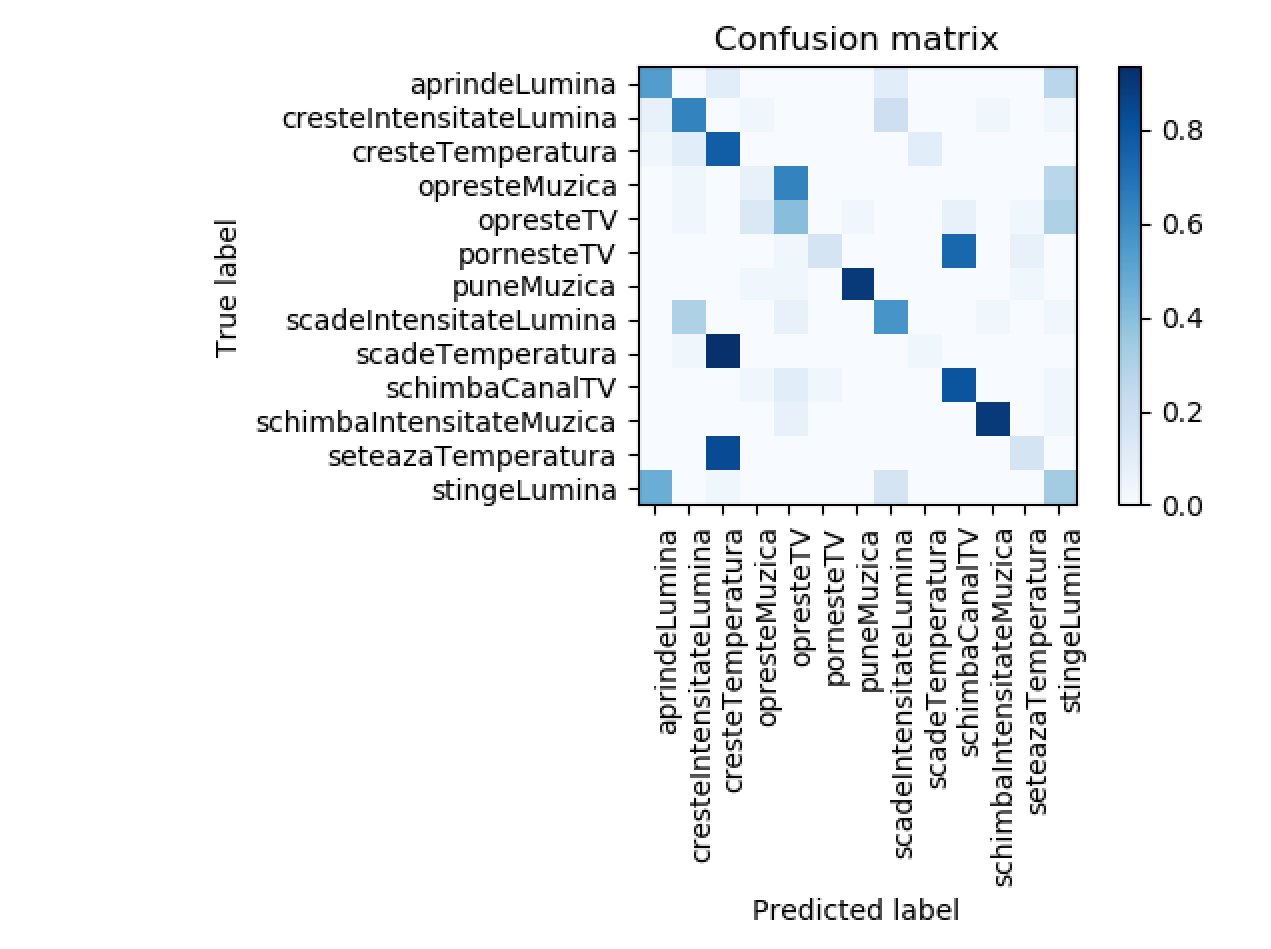 Confusion matrix
True label
aprindeLumina
cresteIntensitateLumina
cresteTemperatura
opresteMuzica
opresteTV
pornesteTV
puneMuzica
scadeIntensitateLumina
scadeTemperatura
schimbaCanalTV
schimbaIntensitateMuzica
seteazaTemperatura
stingeLumina
aprindeLumina
cresteIntensitateLumina
cresteTemperatura
opresteMuzica
opresteTV
pornesteTV
puneMuzica
scadeIntensitateLumina
scadeTemperatura
schimbaCanalTV
schimbaIntensitateMuzica
seteazaTemperatura
stingeLumina
Predicted label
0.8
0.6
0.4
0.2
0.0